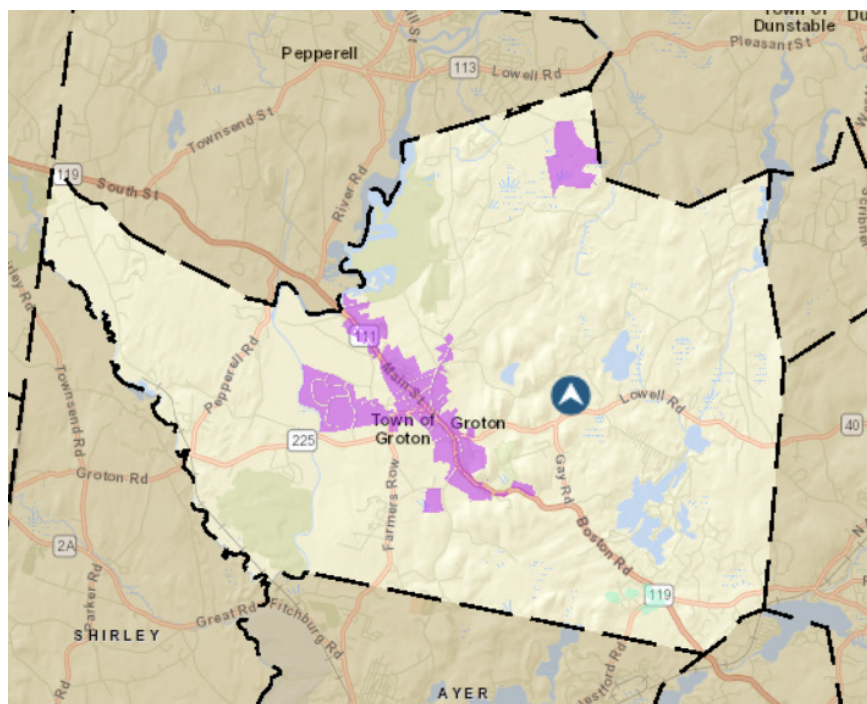 Town of
Dunstable
Pleasant St
Pepperell
113
Lowell Rd
Townsend St
119
South St
River Rd
111
Main St
Pepperell Rd
Town of
Groton
Groton
Lowell Rd
40
225
Townsend Rd
Groton Rd
Farmers Row
Gay Rd
Boston Rd
2A
119
Parker Rd
Great Rd
Fitchburg Rd
SHIRLEY
AYER
Rd